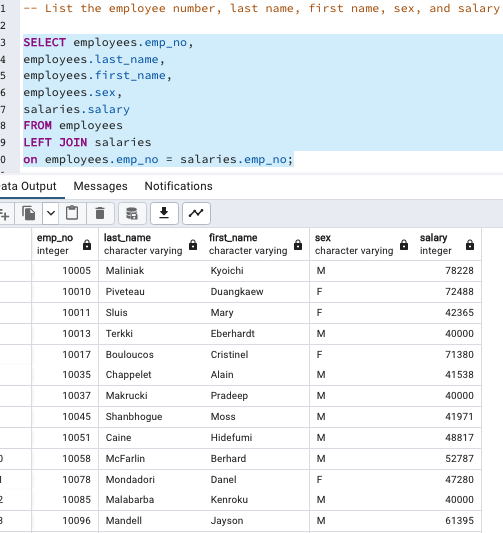 1 -- List the employee number, last name, first name, sex, and salary
2
3 SELECT employees.emp_no,
4 employees.last_name,
5 employees.first_name,
6 employees.sex,
7 salaries.salary
8 FROM employees
9 LEFT JOIN salaries
0 on employees.emp_no = salaries.emp_no;
ata Output Messages Notifications
emp_no last_name first_name sex salary
integer character varying character varying character varying integer
10005 Maliniak Kyoichi M 78228
10010 Piveteau Duangkaew F 72488
10011 Sluis Mary F 42365
10013 Terkki Eberhardt M 40000
10017 Bouloucos Cristinel F 71380
10035 Chappelet Alain M 41538
10037 Makrucki Pradeep M 40000
10045 Shanbhogue Moss M 41971
10051 Caine Hidefumi M 48817
0 10058 McFarlin Berhard M 52787
1 10078 Mondadori Danel F 47280
2 10085 Malabarba Kenroku M 40000
3 10096 Mandell Jayson M 61395